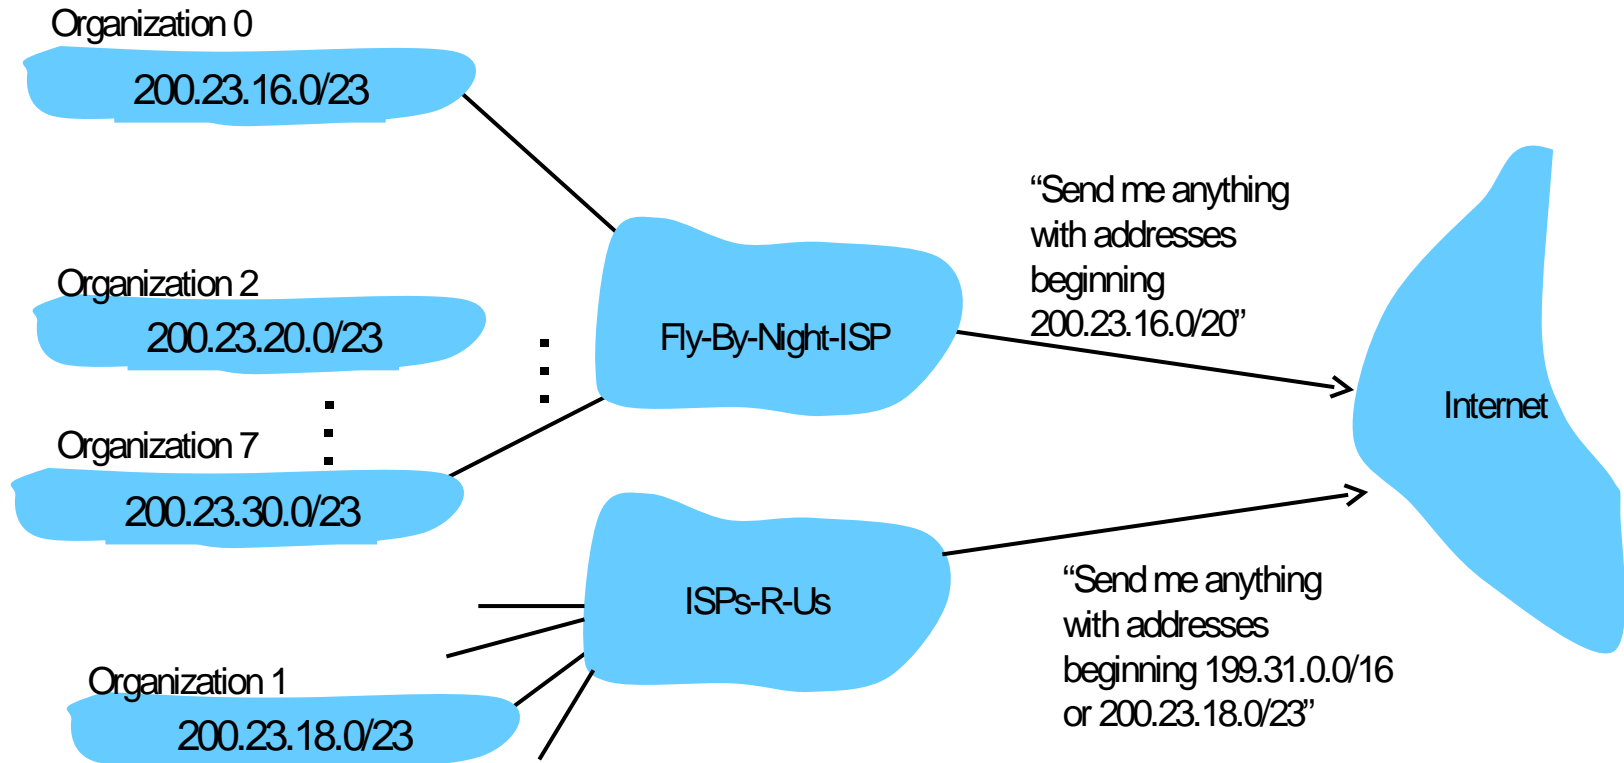 Organization 0
200.23.16.0/23
Organization 2
200.23.20.0/23
Organization 7
200.23.30.0/23
Organization 1
200.23.18.0/23
Fly-By-Night-ISP
ISPs-R-Us
“Send me anything
with addresses
beginning
200.23.16.0/20”
“Send me anything
with addresses
beginning 199.31.0.0/16
or 200.23.18.0/23”
Internet